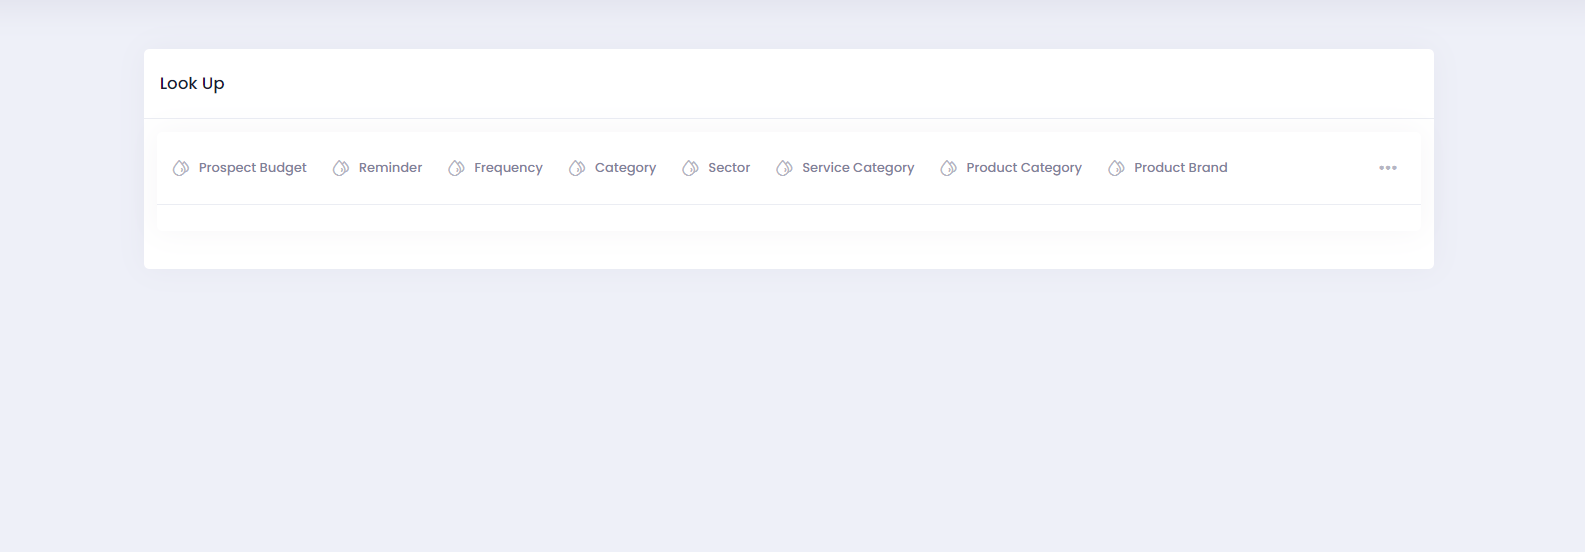 Look Up
Prospect Budget Reminder Frequency Category Sector Service Category Product Category Product Brand